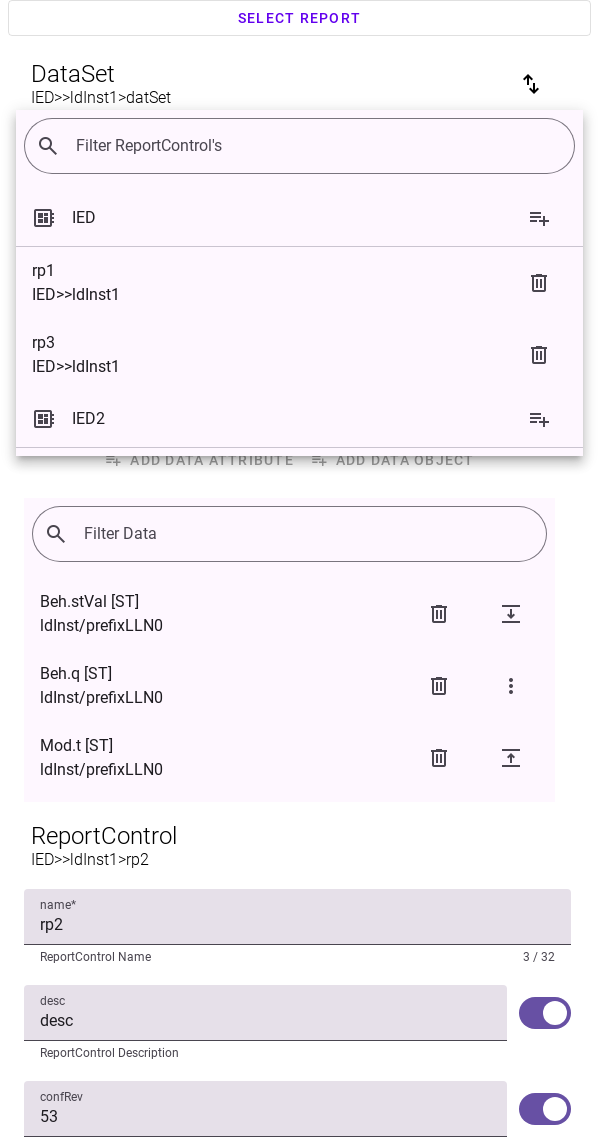 SELECT REPORT
DataSet
IED>>ldInst1>datSet
Filter ReportControl's
IED
rp1
IED>>ldInst1
rp3
IED>>ldInst1
IED2
ADD DATA ATTRIBUTE ADD DATA OBJECT
Filter Data
Beh.stVal [ST]
ldInst/prefixLLN0
Beh.q [ST]
ldInst/prefixLLN0
Mod.t [ST]
ldInst/prefixLLN0
ReportControl
IED>>ldInst1>rp2
name*
rp2
ReportControl Name 3 / 32
desc
desc
ReportControl Description
confRev
53